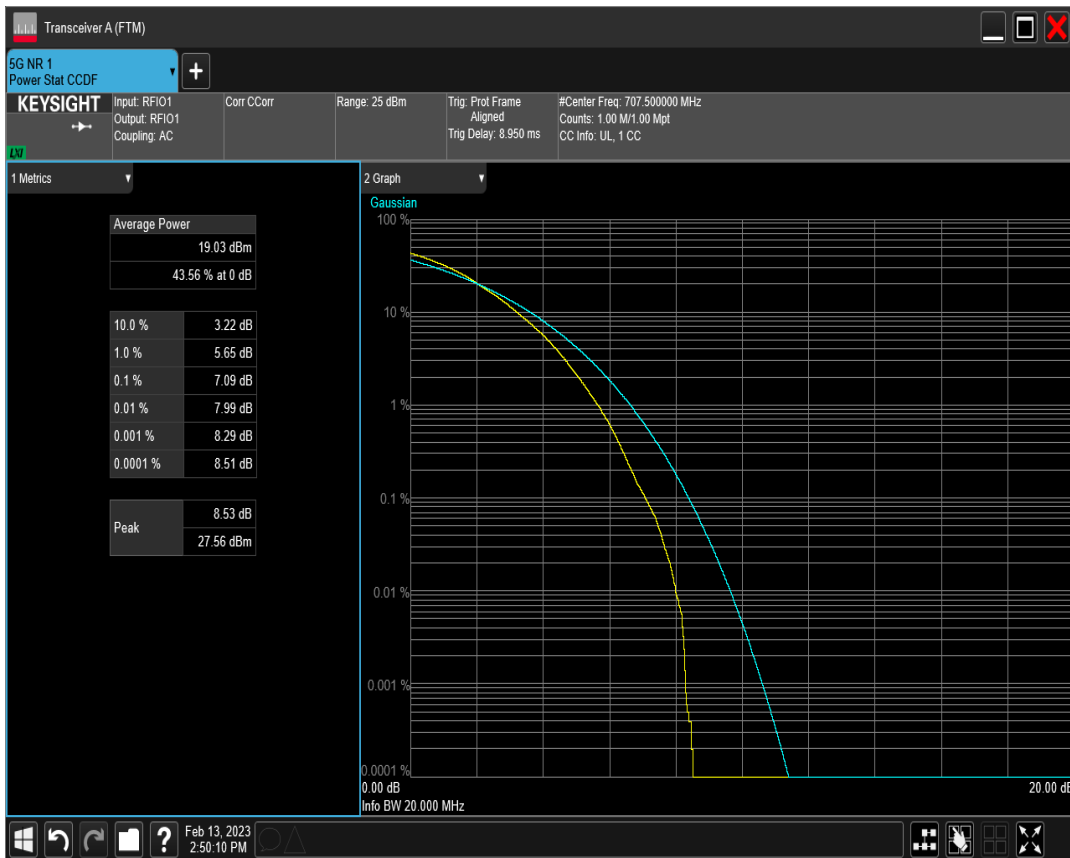 Transceiver A (FTM)
5G NR 1
Power Stat CCDF
+
KEYSIGHT
LXI
Input: RFIO1
Output: RFIO1
Coupling: AC
Corr CCorr
Range: 25 dBm
Trig: Prot Frame
Aligned
Trig Delay: 8.950 ms
#Center Freq: 707.500000 MHz
Counts: 1.00 M/1.00 Mpt
CC Info: UL, 1 CC
1 Metrics
Average Power
19.03 dBm
43.56 % at 0 dB
10.0 % 3.22 dB
1.0 % 5.65 dB
0.1 % 7.09 dB
0.01 % 7.99 dB
0.001 % 8.29 dB
0.0001 % 8.51 dB
Peak
8.53 dB
27.56 dBm
2 Graph
Gaussian
100 %
10 %
1 %
0.1 %
0.01 %
0.001 %
0.0001 %
0.00 dB 20.00 dB
Info BW 20.000 MHz
?
Feb 13, 2023
2:50:10 PM